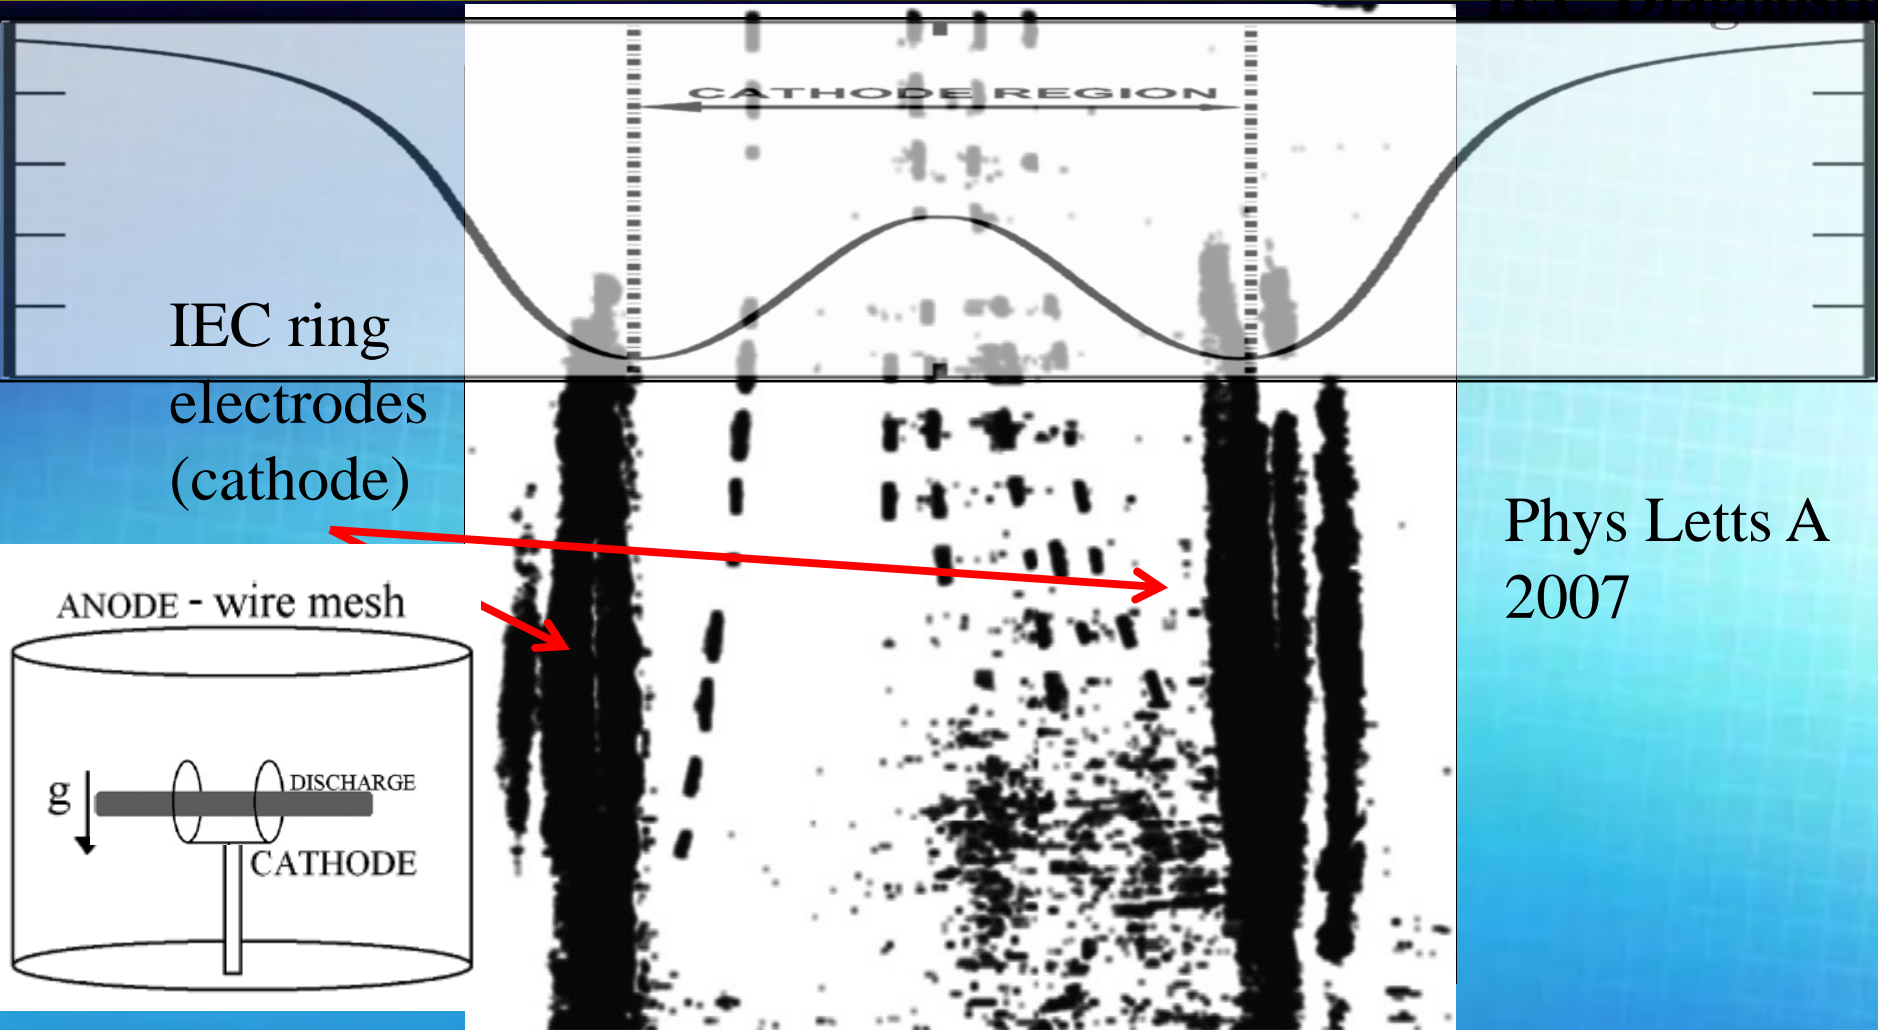 CATHODE REGION
IEC ring
electrodes
(cathode)
Phys Letts A
2007
ANODE - wire mesh
g
DISCHARGE
CATHODE